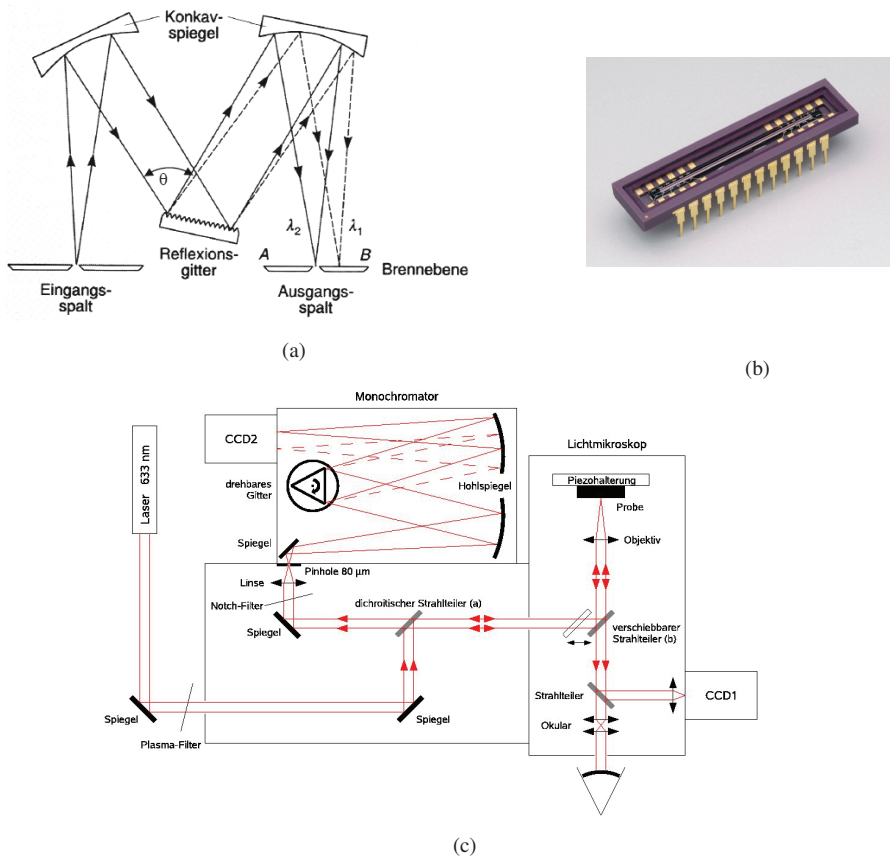 Konkav-
spiegel
θ
λ₂
λ₁
Reflexions-
gitter
A
B
Brennebene
Eingangs-
spalt
Ausgangs-
spalt
(a)
(b)
Monochromator
CCD2
Laser 633 nm
drehbares
Gitter
Hohlspiegel
Spiegel
Pinhole 80 µm
Linse
Notch-Filter
Spiegel
dichroitischer Strahlteiler (a)
Lichtmikroskop
Piezohalterung
Probe
Objektiv
verschiebbarer
Strahlteiler (b)
Strahlteiler
CCD1
Okular
Spiegel
Plasma-Filter
Spiegel
(c)